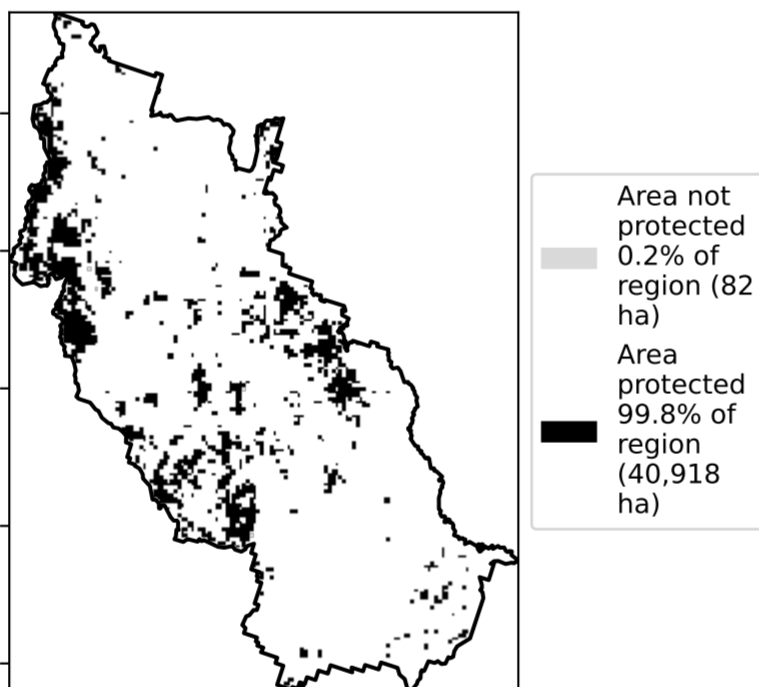 Area not
protected
0.2% of
region (82
ha)
Area
protected
99.8% of
region
(40,918
ha)